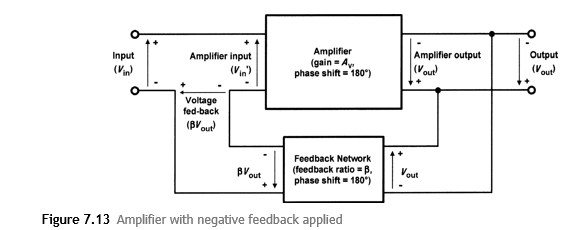 Input
(Vin)
+
-
Amplifier input
(Vin')
+
-
Amplifier
(gain = Av,
phase shift = 180°)
-
Amplifier output
(Vout)
+
-
Output
(Vout)
+
+ -
Voltage
fed-back
(βVout)
-
βVout
+
Feedback Network
(feedback ratio = β,
phase shift = 180°)
+
Vout
-
Figure 7.13 Amplifier with negative feedback applied